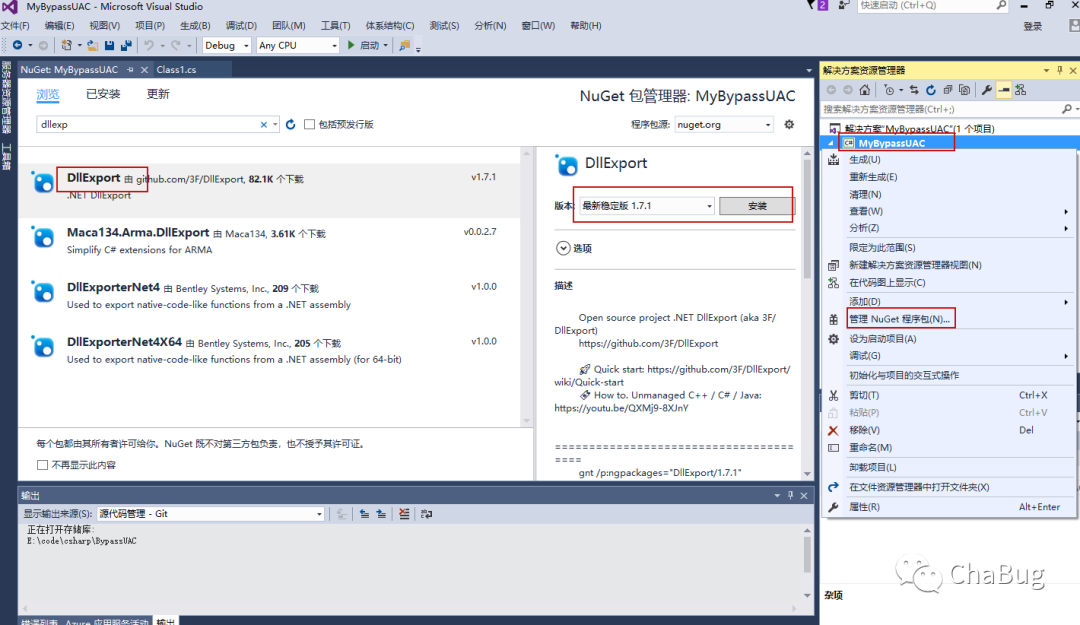 MyBypassUAC - Microsoft Visual Studio
2
快速启动 (Ctrl+Q)
文件(F) 编辑(E) 视图(V) 项目(P) 生成(B) 调试(D) 团队(M) 工具(T) 体系结构(C) 测试(S) 分析(N) 窗口(W) 帮助(H)
登录
Debug Any CPU 启动
服务器资源管理器
工具箱
NuGet: MyBypassUAC Class1.cs
浏览 已安装 更新
NuGet 包管理器: MyBypassUAC
dllexp
包括预发行版
程序包源: nuget.org
DllExport 由 github.com/3F/DllExport, 82.1K 个下载
v1.7.1
.NET DllExport
Maca134.Arma.DllExport 由 Maca134, 3.61K 个下载
v0.0.2.7
Simplify C# extensions for ARMA
DllExporterNet4 由 Bentley Systems, Inc., 209 个下载
v1.0.0
Used to export native-code-like functions from a .NET assembly
DllExporterNet4X64 由 Bentley Systems, Inc., 205 个下载
v1.0.0
Used to export native-code-like functions from a .NET assembly (for 64-bit)
每个包都由其所有者许可给你。NuGet 既不对第三方包负责，也不授予其许可证。
不再显示此内容
DllExport
版本: 最新稳定版 1.7.1 安装
选项
描述
Open source project .NET DllExport (aka 3F/
DllExport)
https://github.com/3F/DllExport
Quick start: https://github.com/3F/DllExport/
wiki/Quick-start
How to. Unmanaged C++ / C# / Java:
https://youtu.be/QXMj9-8XJnY
==================================
====
gnt /p:ngpackages="DllExport/1.7.1"
输出
显示输出来源(S): 源代码管理 - Git
正在打开存储库:
E:\code\csharp\BypassUAC
错误列表 Azure 应用服务活动 输出
解决方案资源管理器
搜索解决方案资源管理器(Ctrl+;)
解决方案"MyBypassUAC"(1 个项目)
C# MyBypassUAC
生成(U)
重新生成(E)
清理(N)
查看(W)
分析(Z)
限定为此范围(S)
新建解决方案资源管理器视图(N)
在代码图上显示(C)
添加(D)
管理 NuGet 程序包(N)...
设为启动项目(A)
调试(G)
初始化与项目的交互式操作
剪切(T) Ctrl+X
粘贴(P) Ctrl+V
移除(V) Del
重命名(M)
卸载项目(L)
在文件资源管理器中打开文件夹(X)
属性(R) Alt+Enter
ChaBug
杂项